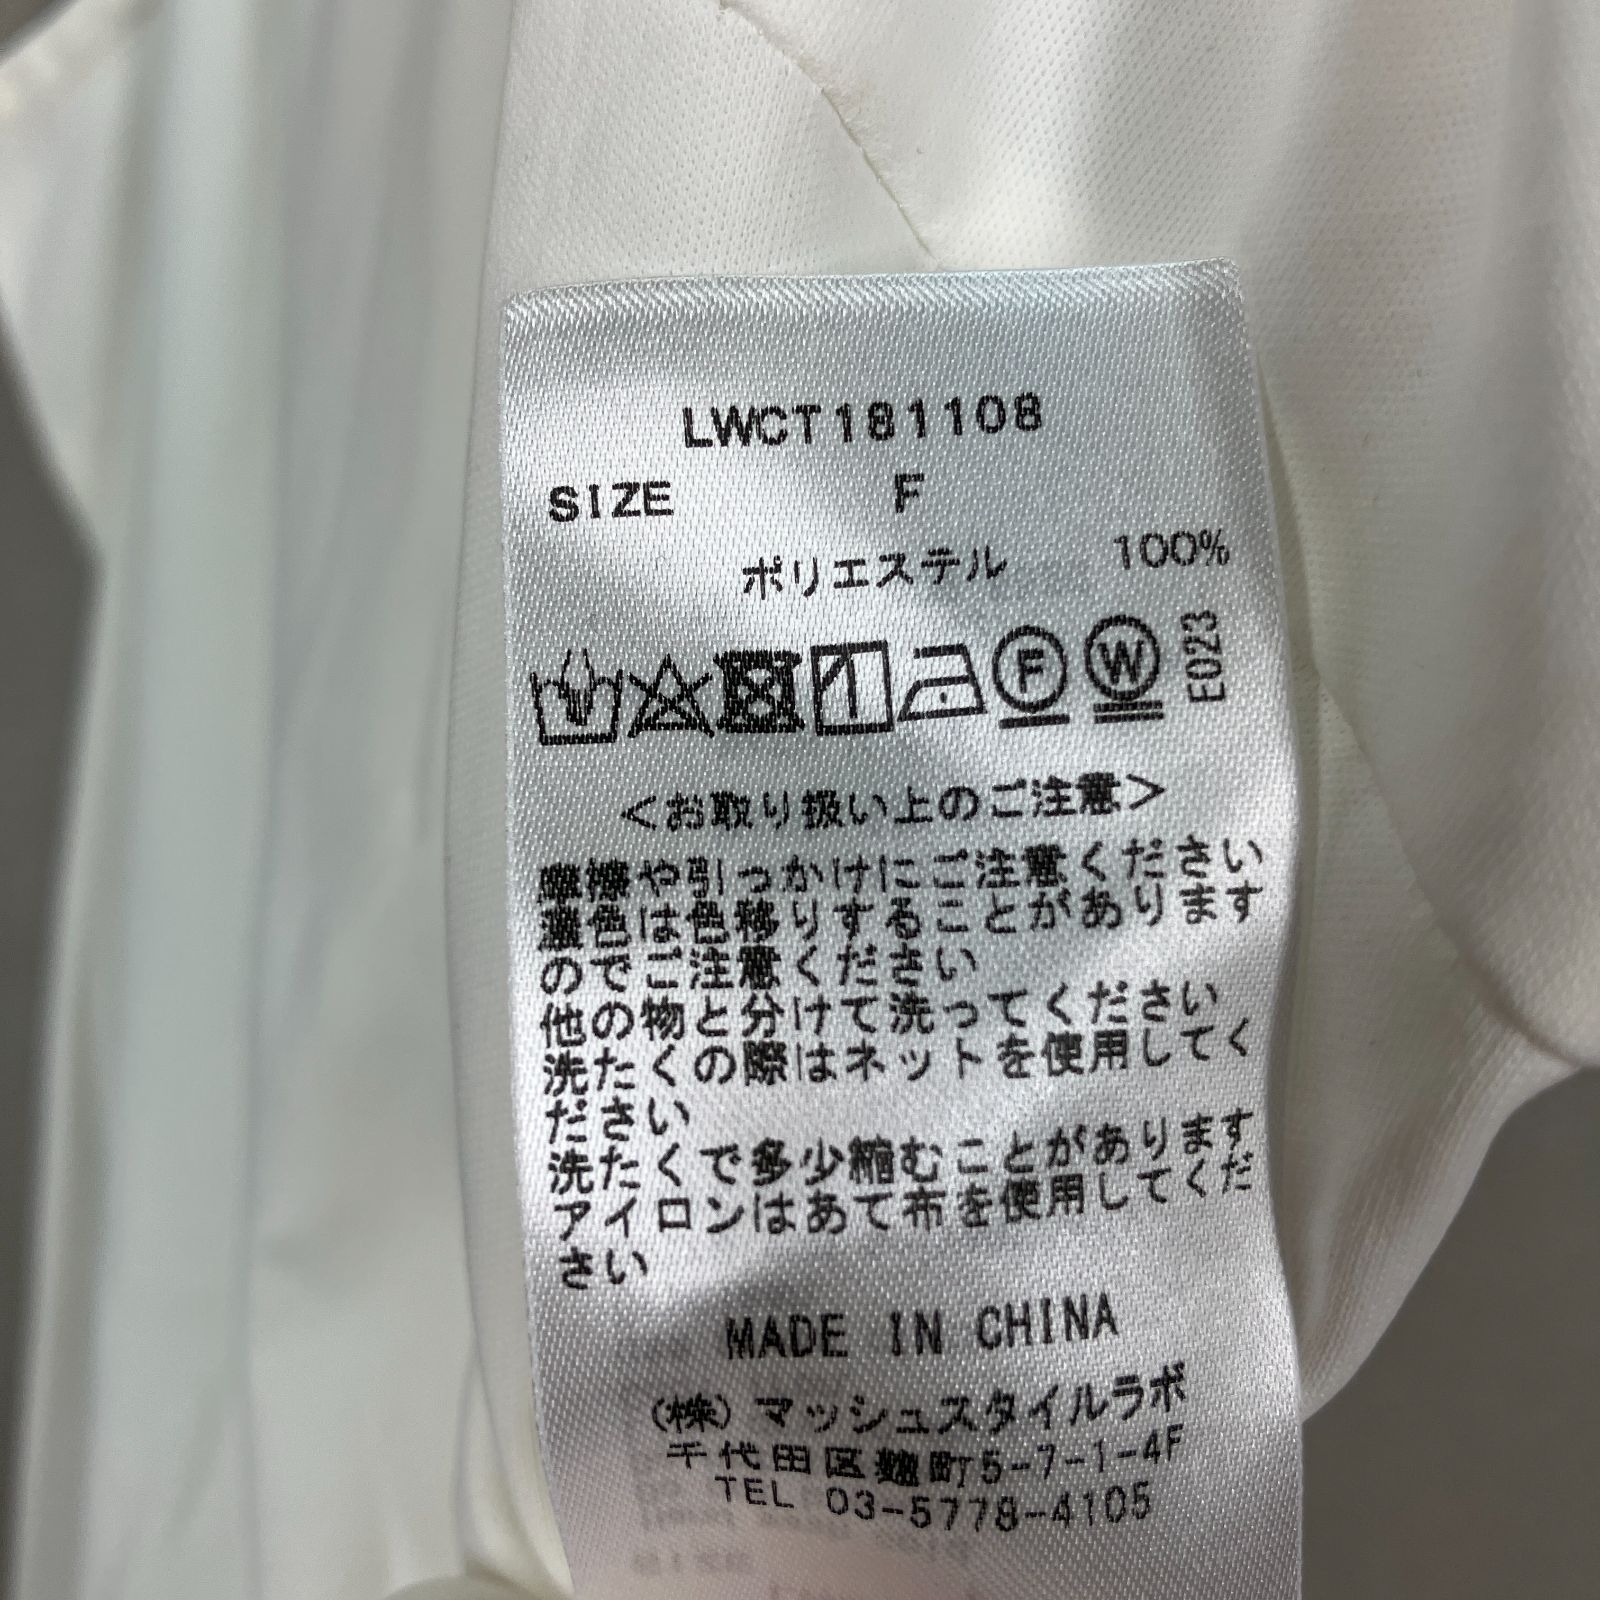 LWCT181108
SIZE F
ポリエステル 100%
F W E023
<お取り扱い上のご注意>
摩擦や引っかけにご注意ください
濃色は色移りすることがあります
のでご注意ください
他の物と分けて洗ってください
洗たくの際はネットを使用してく
ださい
洗たくで多少縮むことがあります
アイロンはあて布を使用してくだ
さい
MADE IN CHINA
(株)マッシュスタイルラボ
千代田区麹町5-7-1-4F
TEL 03-5778-4105